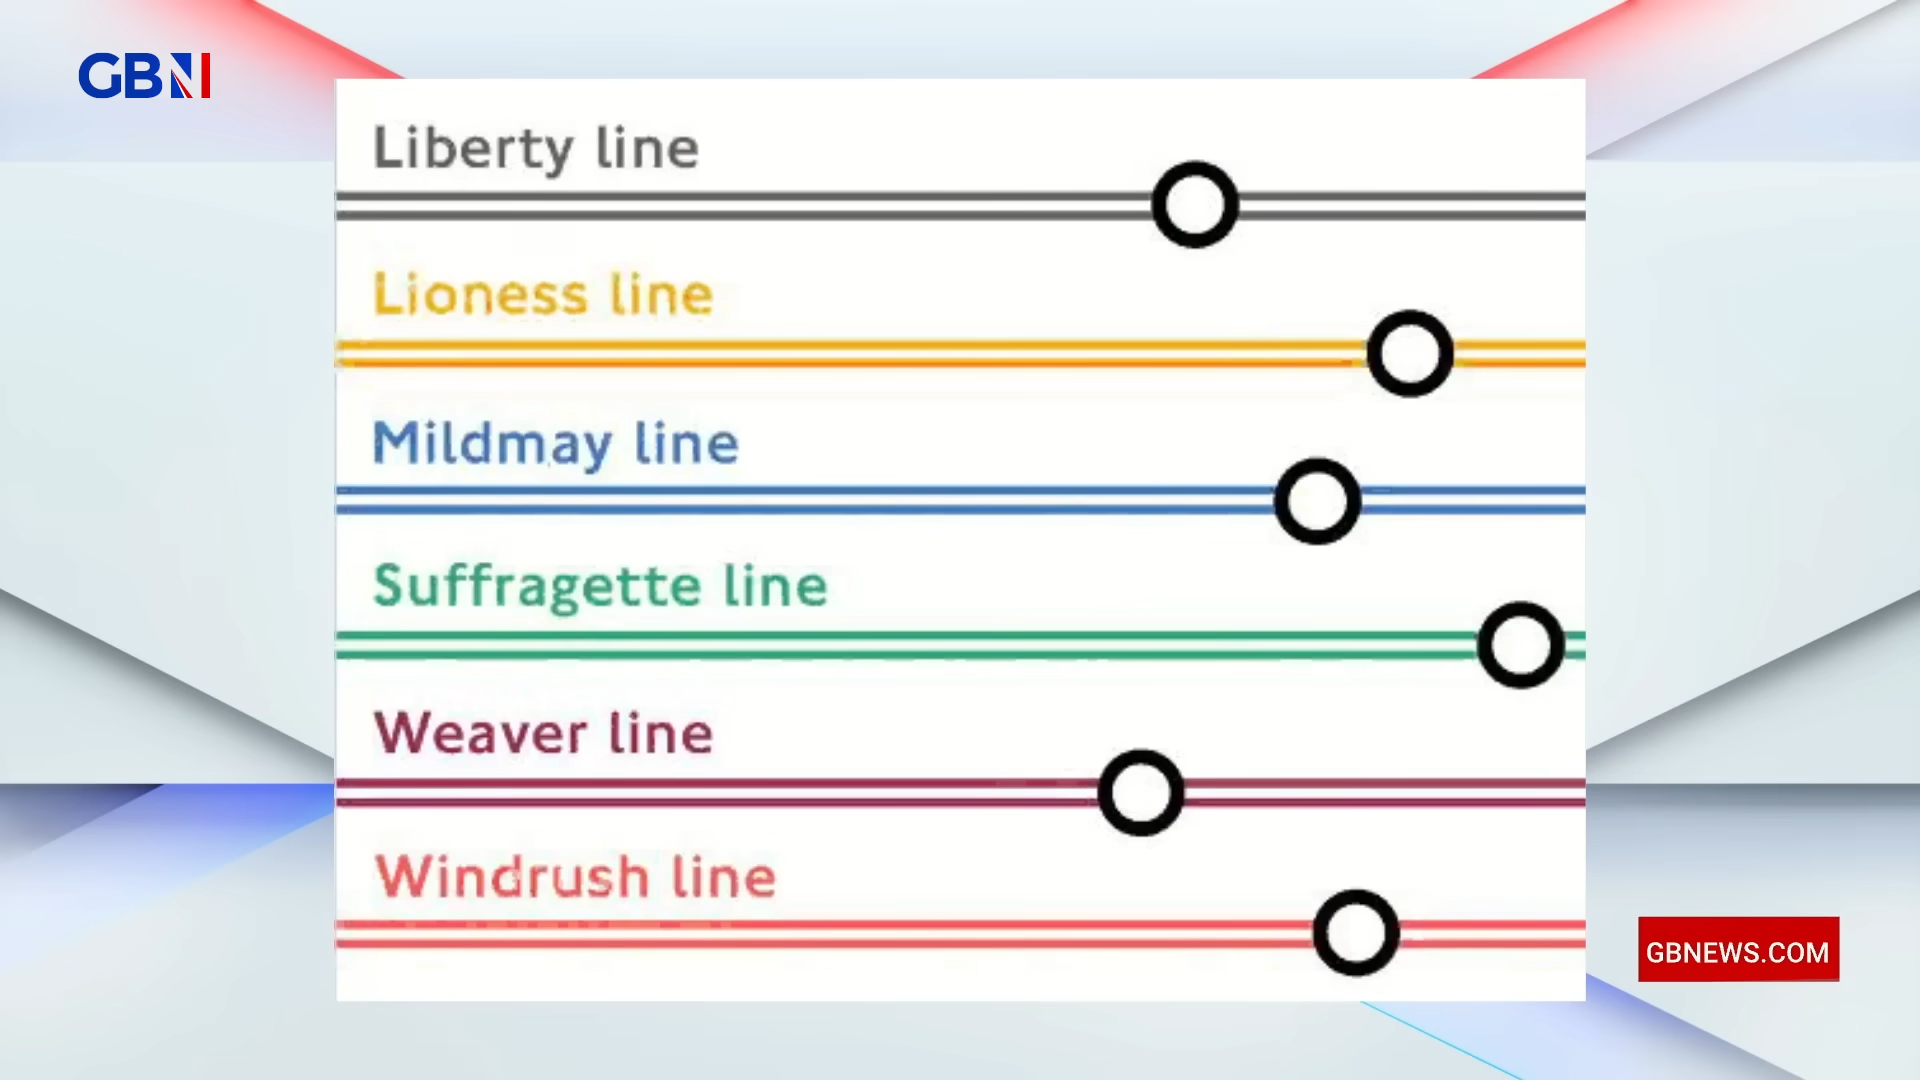 GBN
Liberty line
Lioness line
Mildmay line
Suffragette line
Weaver line
Windrush line
GBNEWS.COM